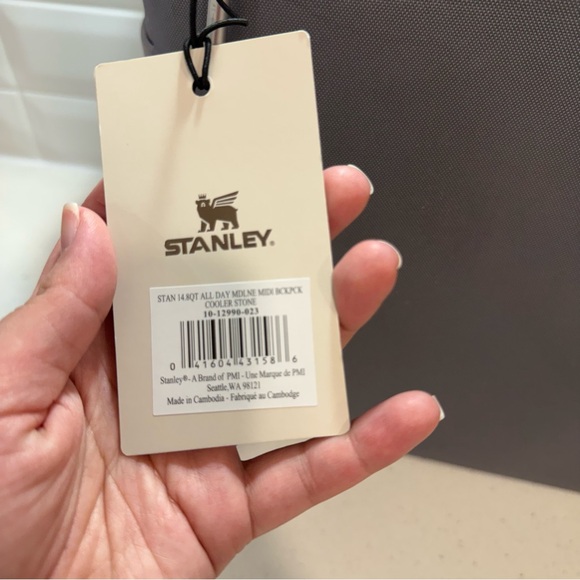 STANLEY®
STAN 14.8QT ALL DAY MDLNE MIDI BCKPCK
COOLER STONE
10-12990-023
0 41604 43158 6
Stanley®- A Brand of PMI - Une Marque de PMI
Seattle,WA 98121
Made in Cambodia - Fabriqué au Cambodge